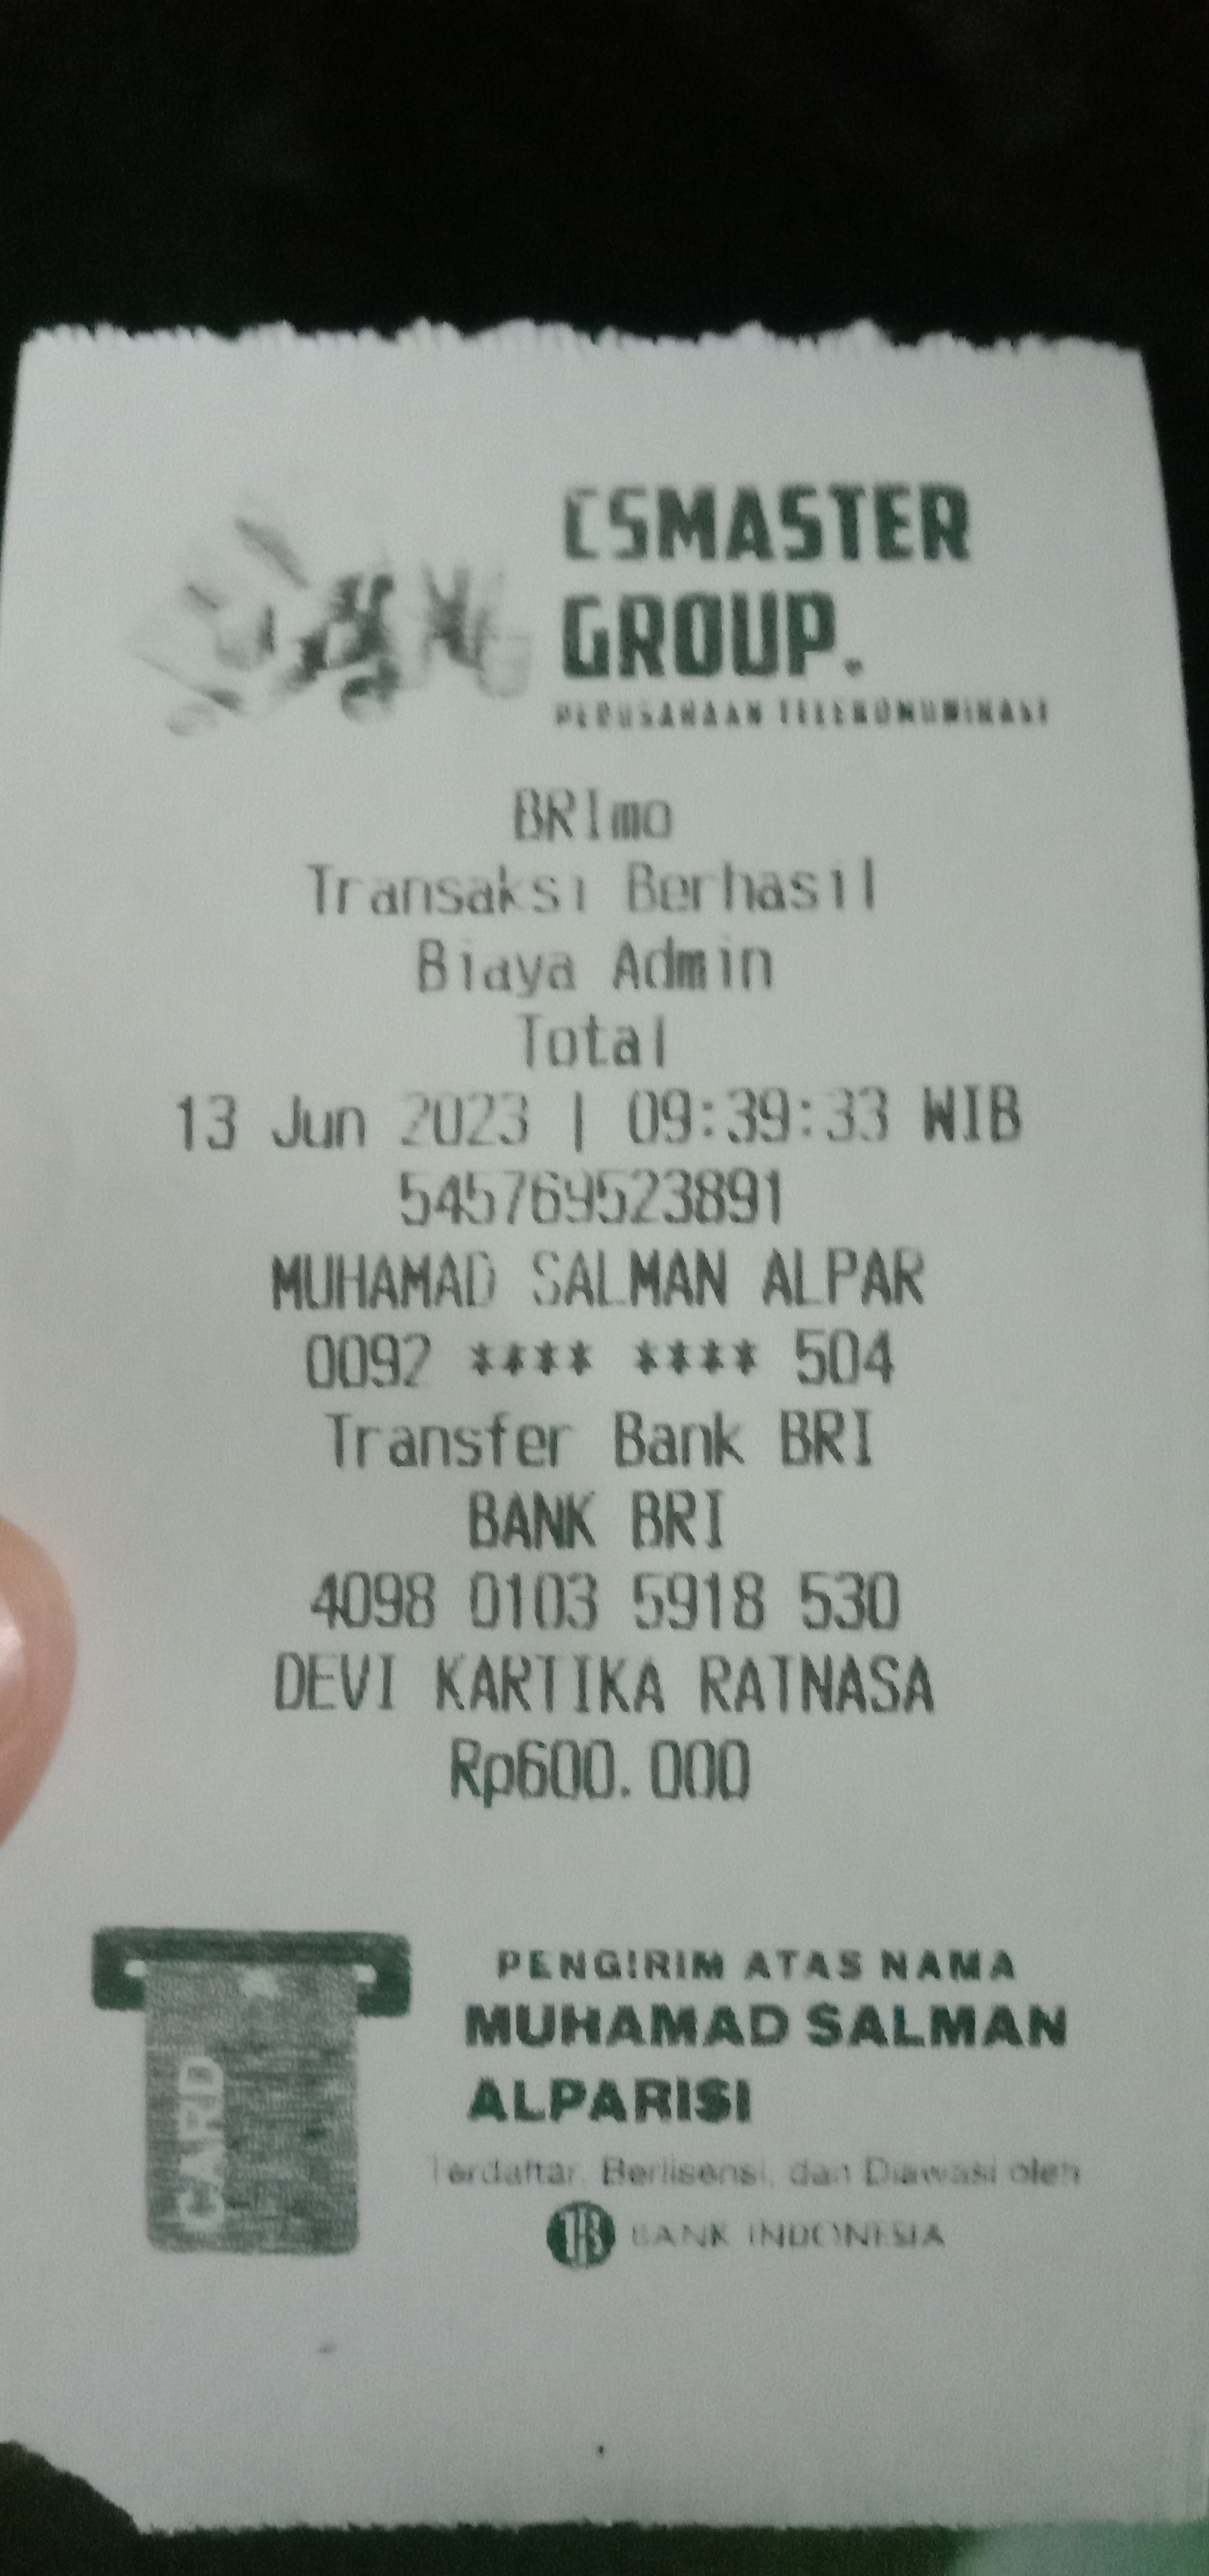 CSMASTER
GROUP.
PERUSAHAAN TELEKOMUNIKASI
BRImo
Transaksi Berhasil
Biaya Admin
Total
13 Jun 2023 | 09:39:33 WIB
545769523891
MUHAMAD SALMAN ALPAR
0092 **** **** 504
Transfer Bank BRI
BANK BRI
4098 0103 5918 530
DEVI KARTIKA RATNASA
Rp600.000
CARD
PENGIRIM ATAS NAMA
MUHAMAD SALMAN
ALPARISI
Terdaftar, Berlisensi, dan Diawasi oleh
BANK INDONESIA